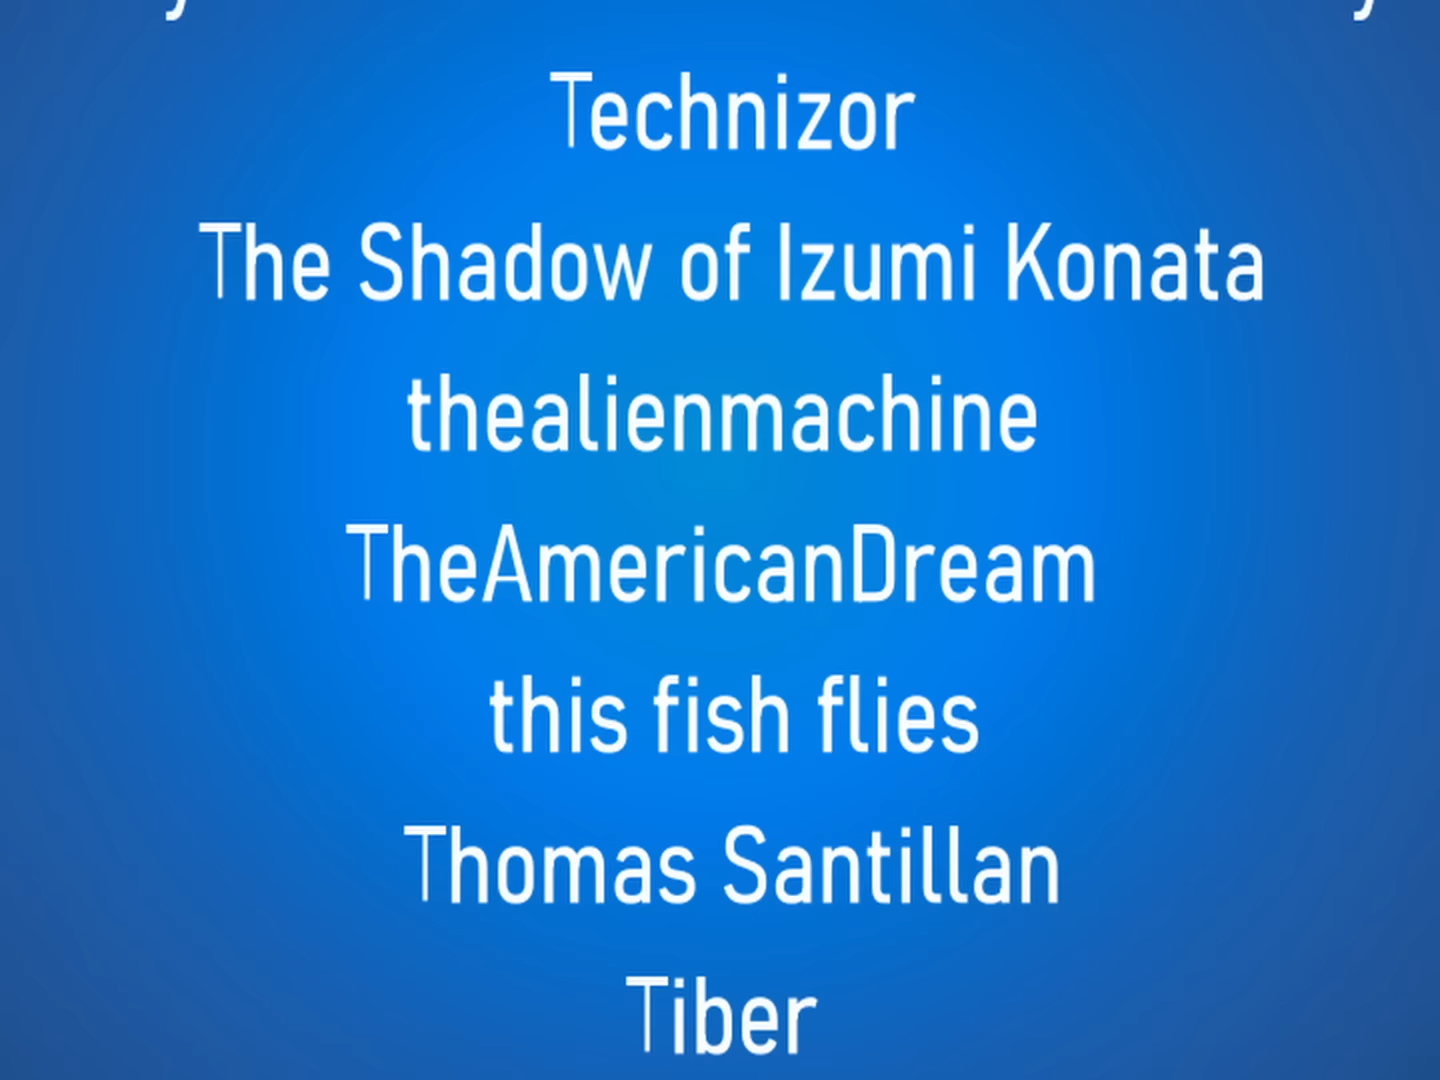 Technizor
The Shadow of Izumi Konata
thealienmachine
TheAmericanDream
this fish flies
Thomas Santillan
Tiber